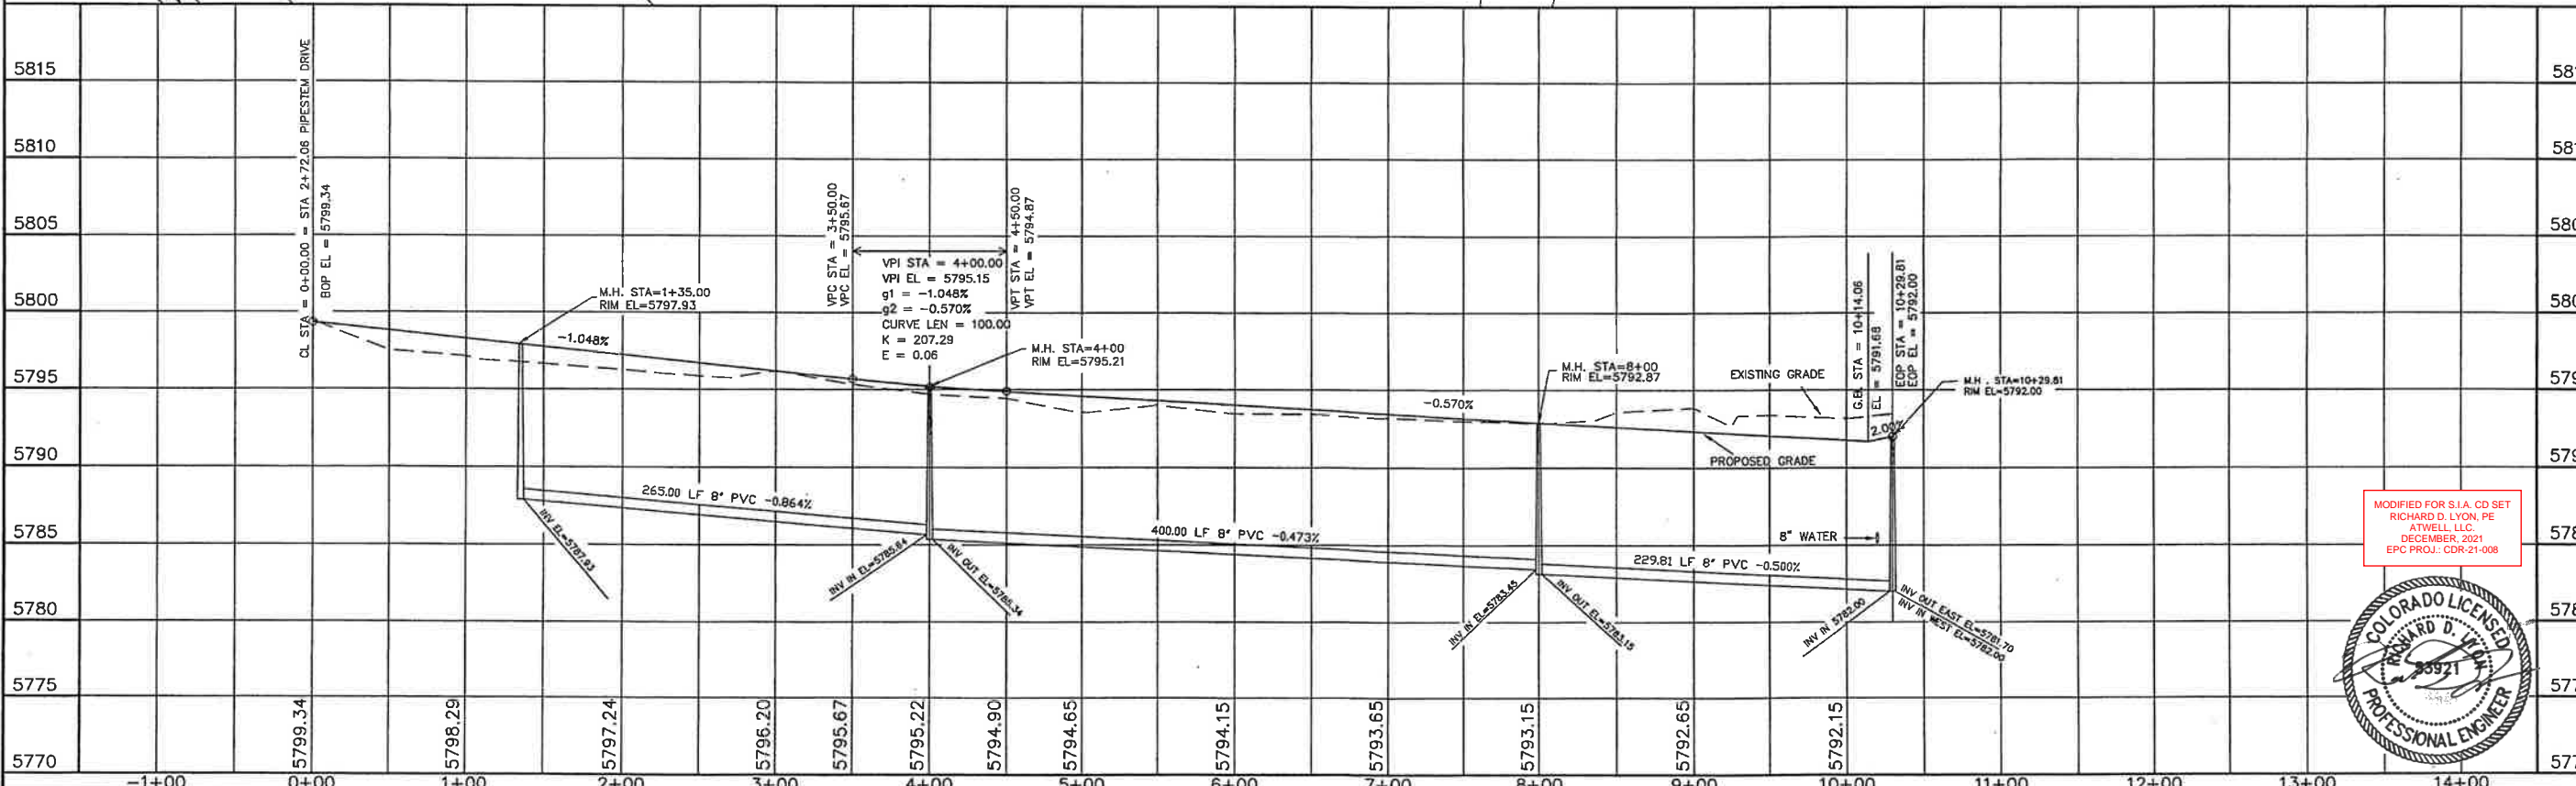 5815
5810
5805
5800
5795
5790
5785
5780
5775
5770
CL STA = 0+00.00 = STA 2+72.06 PIPESTEM DRIVE
BOP EL = 5799.34
M.H. STA=1+35.00
RIM EL=5797.93
-1.048%
VPC STA = 3+50.00
VPC EL = 5795.67
VPI STA = 4+00.00
VPI EL = 5795.15
g1 = -1.048%
g2 = -0.570%
CURVE LEN = 100.00
K = 207.29
E = 0.06
VPT STA = 4+50.00
VPT EL = 5794.87
M.H. STA=4+00
RIM EL=5795.21
-0.570%
M.H. STA=8+00
RIM EL=5792.87
EXISTING GRADE
PROPOSED GRADE
G.B. STA = 10+14.06
EL = 5791.68
EOP STA = 10+29.81
EOP EL = 5792.00
2.00%
M.H. STA=10+29.81
RIM EL=5792.00
265.00 LF 8" PVC -0.864%
400.00 LF 8" PVC -0.473%
229.81 LF 8" PVC -0.500%
8" WATER
INV EL=5787.93
INV IN EL=5785.64
INV OUT EL=5785.34
INV IN EL=5783.45
INV OUT EL=5783.15
INV IN 5782.00
INV OUT EAST EL=5781.70
INV IN WEST EL=5782.00
MODIFIED FOR S.I.A. CD SET
RICHARD D. LYON, PE
ATWELL, LLC.
DECEMBER, 2021
EPC PROJ.: CDR-21-008
COLORADO LICENSED
RICHARD D. LYON
53921
PROFESSIONAL ENGINEER
5799.34
5798.29
5797.24
5796.20
5795.67
5795.22
5794.90
5794.65
5794.15
5793.65
5793.15
5792.65
5792.15
-1+00
0+00
1+00
2+00
3+00
4+00
5+00
6+00
7+00
8+00
9+00
10+00
11+00
12+00
13+00
14+00